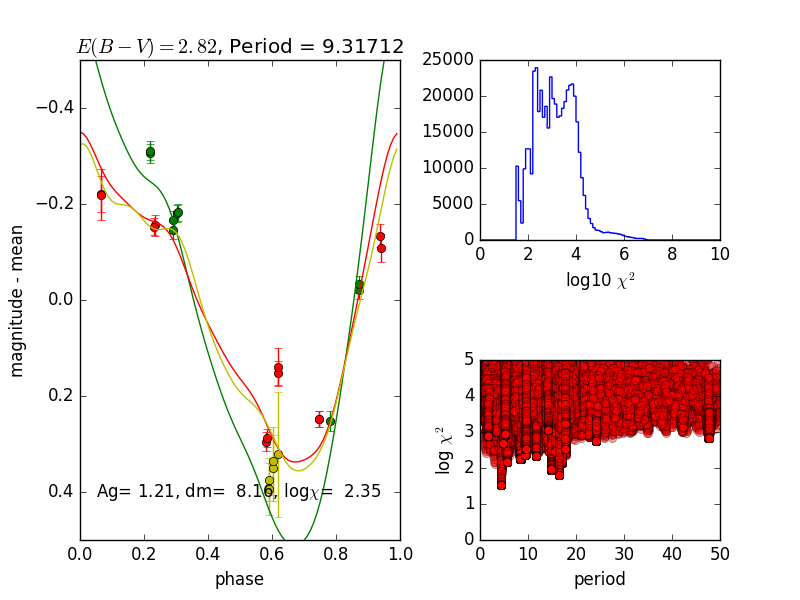 E(B − V) = 2.82, Period = 9.31712
magnitude - mean
−0.4
−0.2
0.0
0.2
0.4
Ag= 1.21, dm= 8.16, logχ= 2.35
0.0 0.2 0.4 0.6 0.8 1.0
phase
25000
20000
15000
10000
5000
0
0 2 4 6 8 10
log10 χ²
log χ²
5
4
3
2
1
0
0 10 20 30 40 50
period